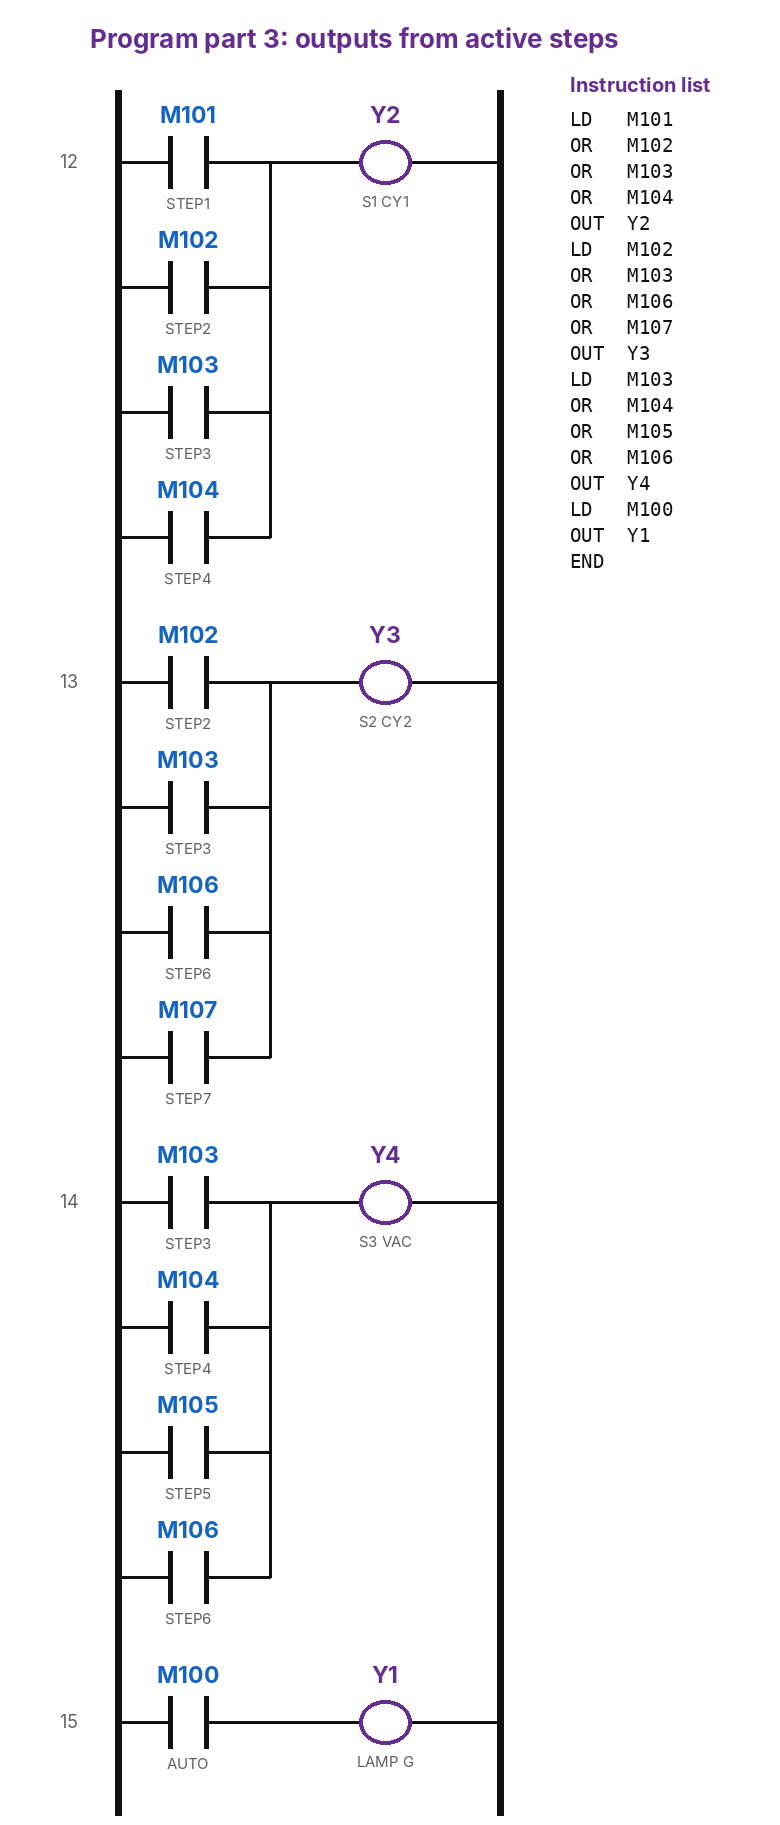 Program part 3: outputs from active steps
Instruction list
LD M101
OR M102
OR M103
OR M104
OUT Y2
LD M102
OR M103
OR M106
OR M107
OUT Y3
LD M103
OR M104
OR M105
OR M106
OUT Y4
LD M100
OUT Y1
END
M101 Y2
12
STEP1 S1 CY1
M102
STEP2
M103
STEP3
M104
STEP4
M102 Y3
13
STEP2 S2 CY2
M103
STEP3
M106
STEP6
M107
STEP7
M103 Y4
14
STEP3 S3 VAC
M104
STEP4
M105
STEP5
M106
STEP6
M100 Y1
15
AUTO LAMP G